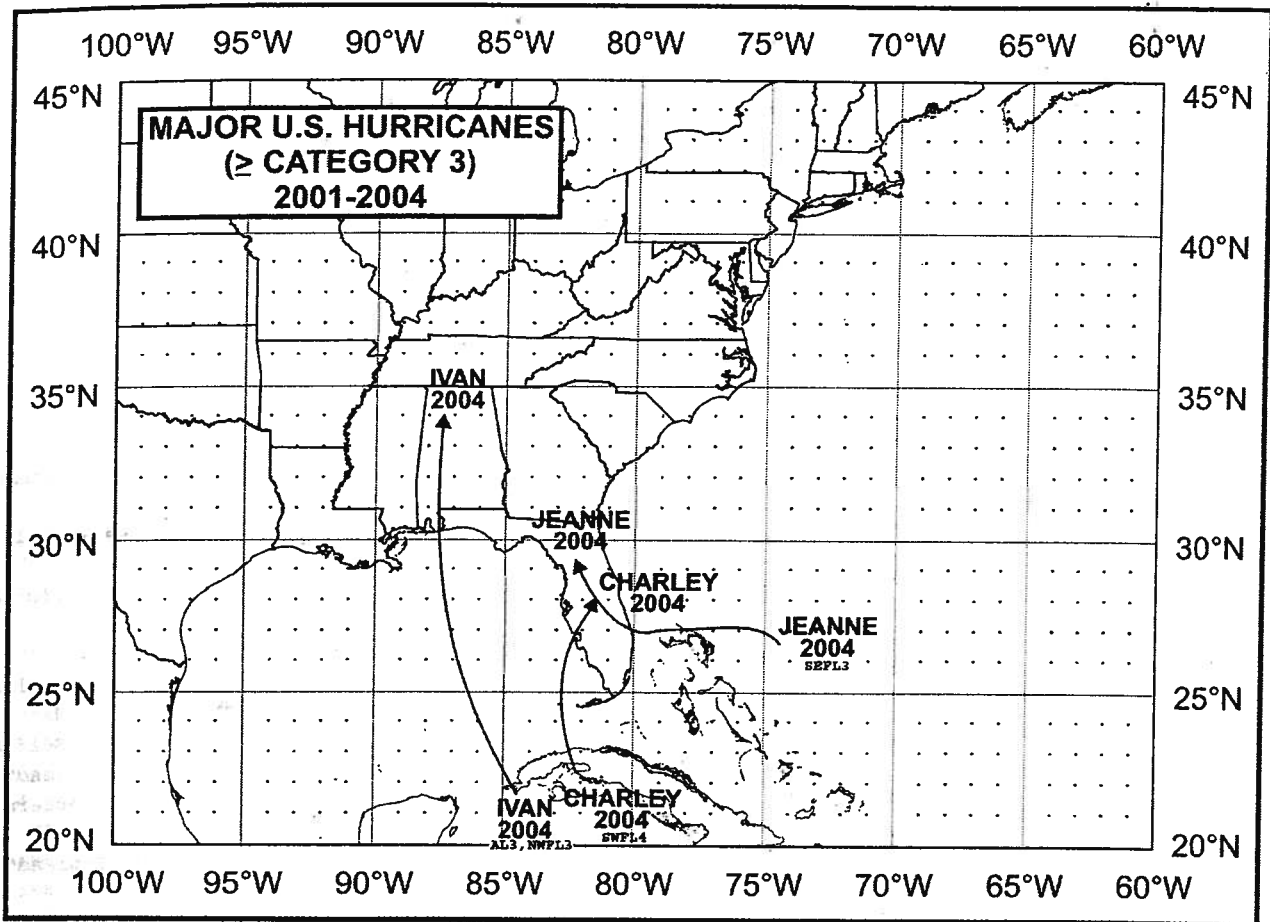 100°W 95°W 90°W 85°W 80°W 75°W 70°W 65°W 60°W
45°N 45°N
MAJOR U.S. HURRICANES
(≥ CATEGORY 3)
2001-2004
40°N 40°N
IVAN
2004
35°N 35°N
JEANNE
2004
30°N 30°N
CHARLEY
2004
JEANNE
2004
SEFL3
25°N 25°N
IVAN
2004
AL3,NWFL3
CHARLEY
2004
SWFL4
20°N 20°N
100°W 95°W 90°W 85°W 80°W 75°W 70°W 65°W 60°W